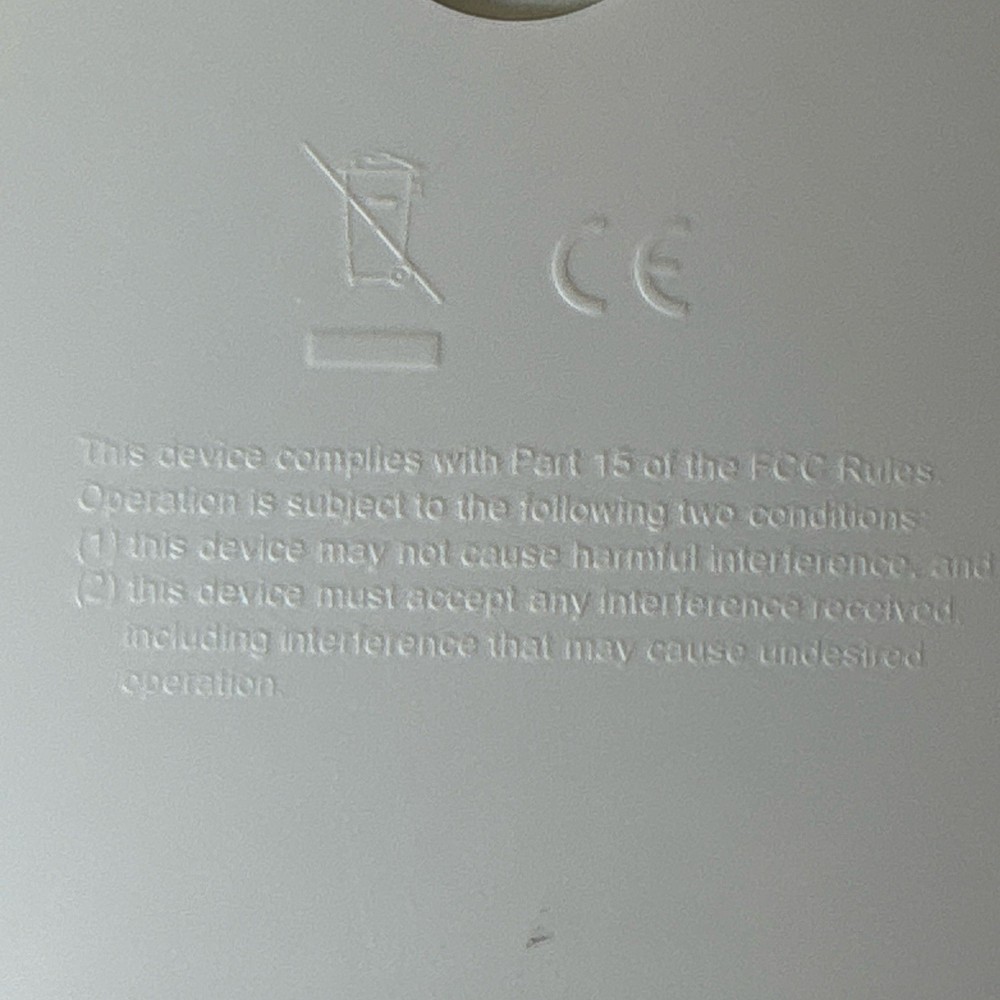 CE
This device complies with Part 15 of the FCC Rules.
Operation is subject to the following two conditions:
(1) this device may not cause harmful interference, and
(2) this device must accept any interference received,
including interference that may cause undesired
operation.